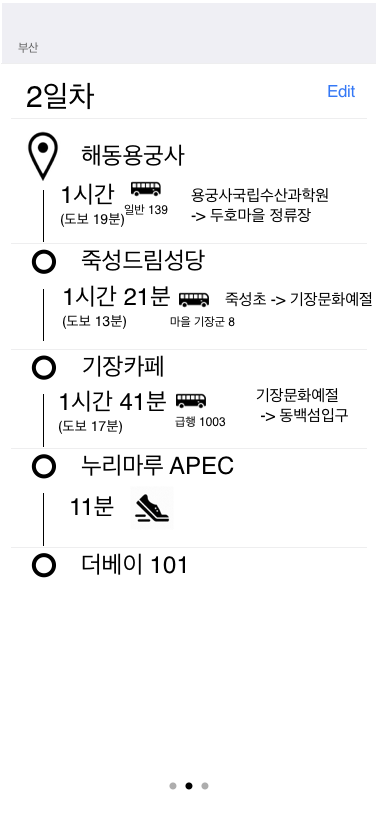 부산
2일차
Edit
해동용궁사
1시간
일반 139
(도보 19분)
용궁사국립수산과학원
-> 두호마을 정류장
죽성드림성당
1시간 21분
죽성초 -> 기장문화예절
(도보 13분)
마을 기장군 8
기장카페
1시간 41분
기장문화예절
-> 동백섬입구
(도보 17분)
급행 1003
누리마루 APEC
11분
더베이 101